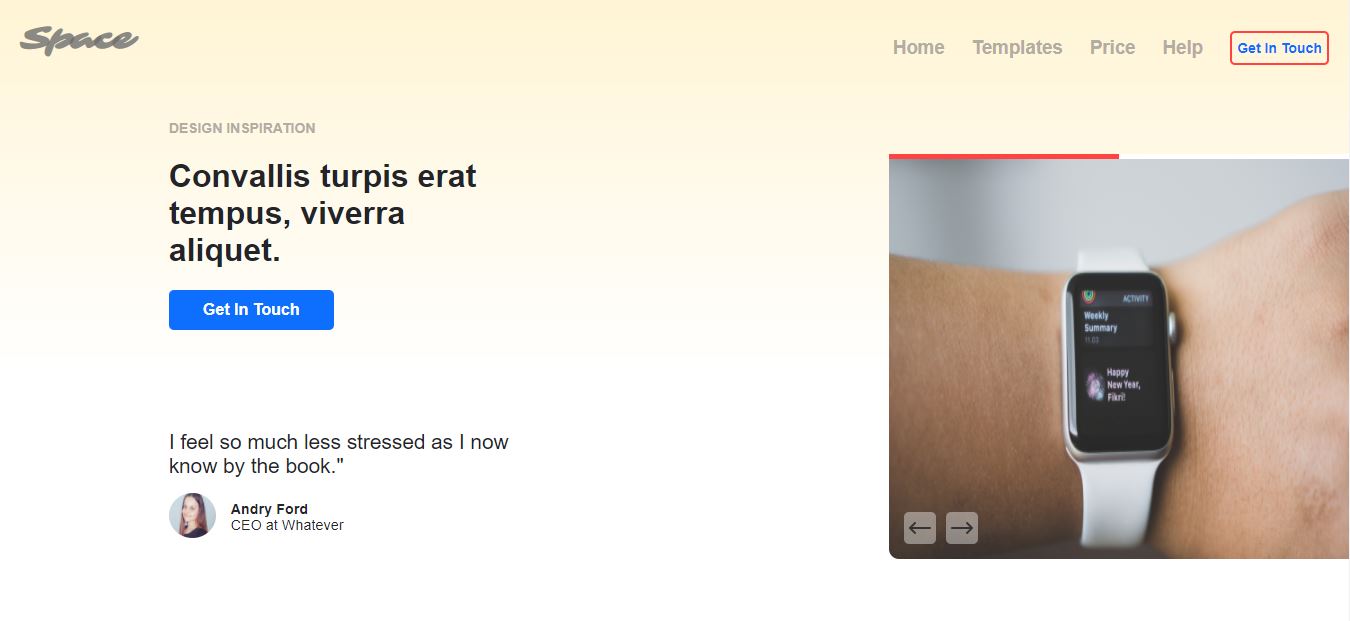 Space
Home Templates Price Help Get In Touch
DESIGN INSPIRATION
Convallis turpis erat
tempus, viverra
aliquet.
Get In Touch
I feel so much less stressed as I now
know by the book."
Andry Ford
CEO at Whatever
ACTIVITY
Weekly
Summary
11.03
Happy
New Year,
Fikri!